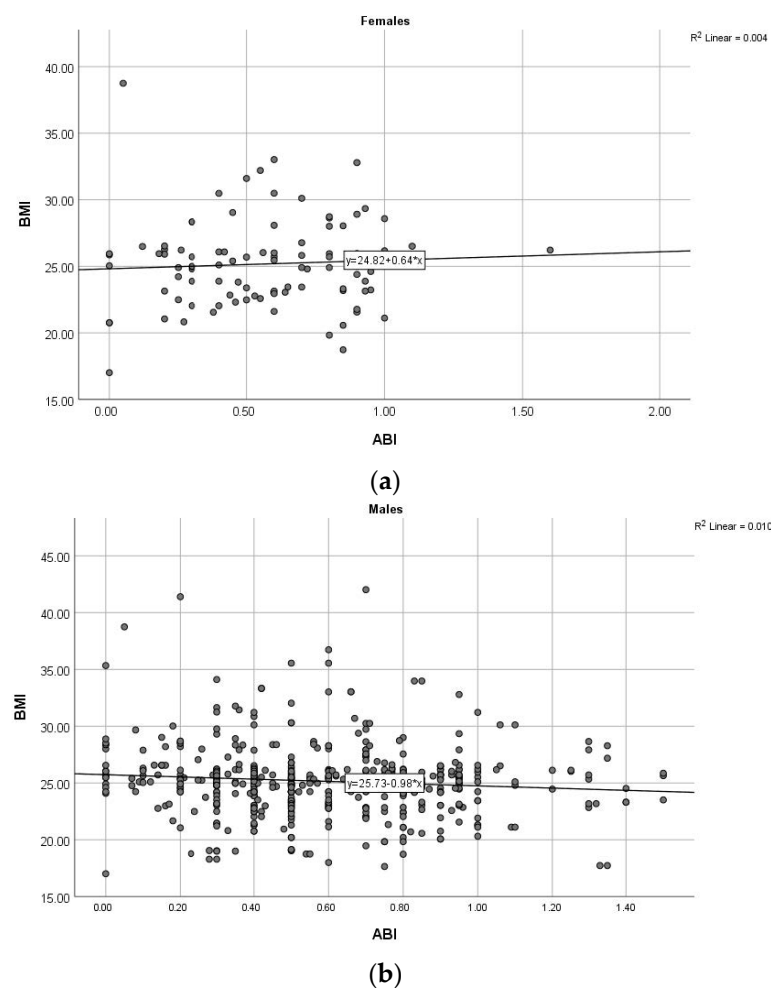 Females
R² Linear = 0.004
40.00
35.00
30.00
25.00
20.00
15.00
BMI
y=24.82+0.64*x
0.00 0.50 1.00 1.50 2.00
ABI
(a)
Males
R² Linear = 0.010
45.00
40.00
35.00
30.00
25.00
20.00
15.00
BMI
y=25.73-0.98*x
0.00 0.20 0.40 0.60 0.80 1.00 1.20 1.40
ABI
(b)